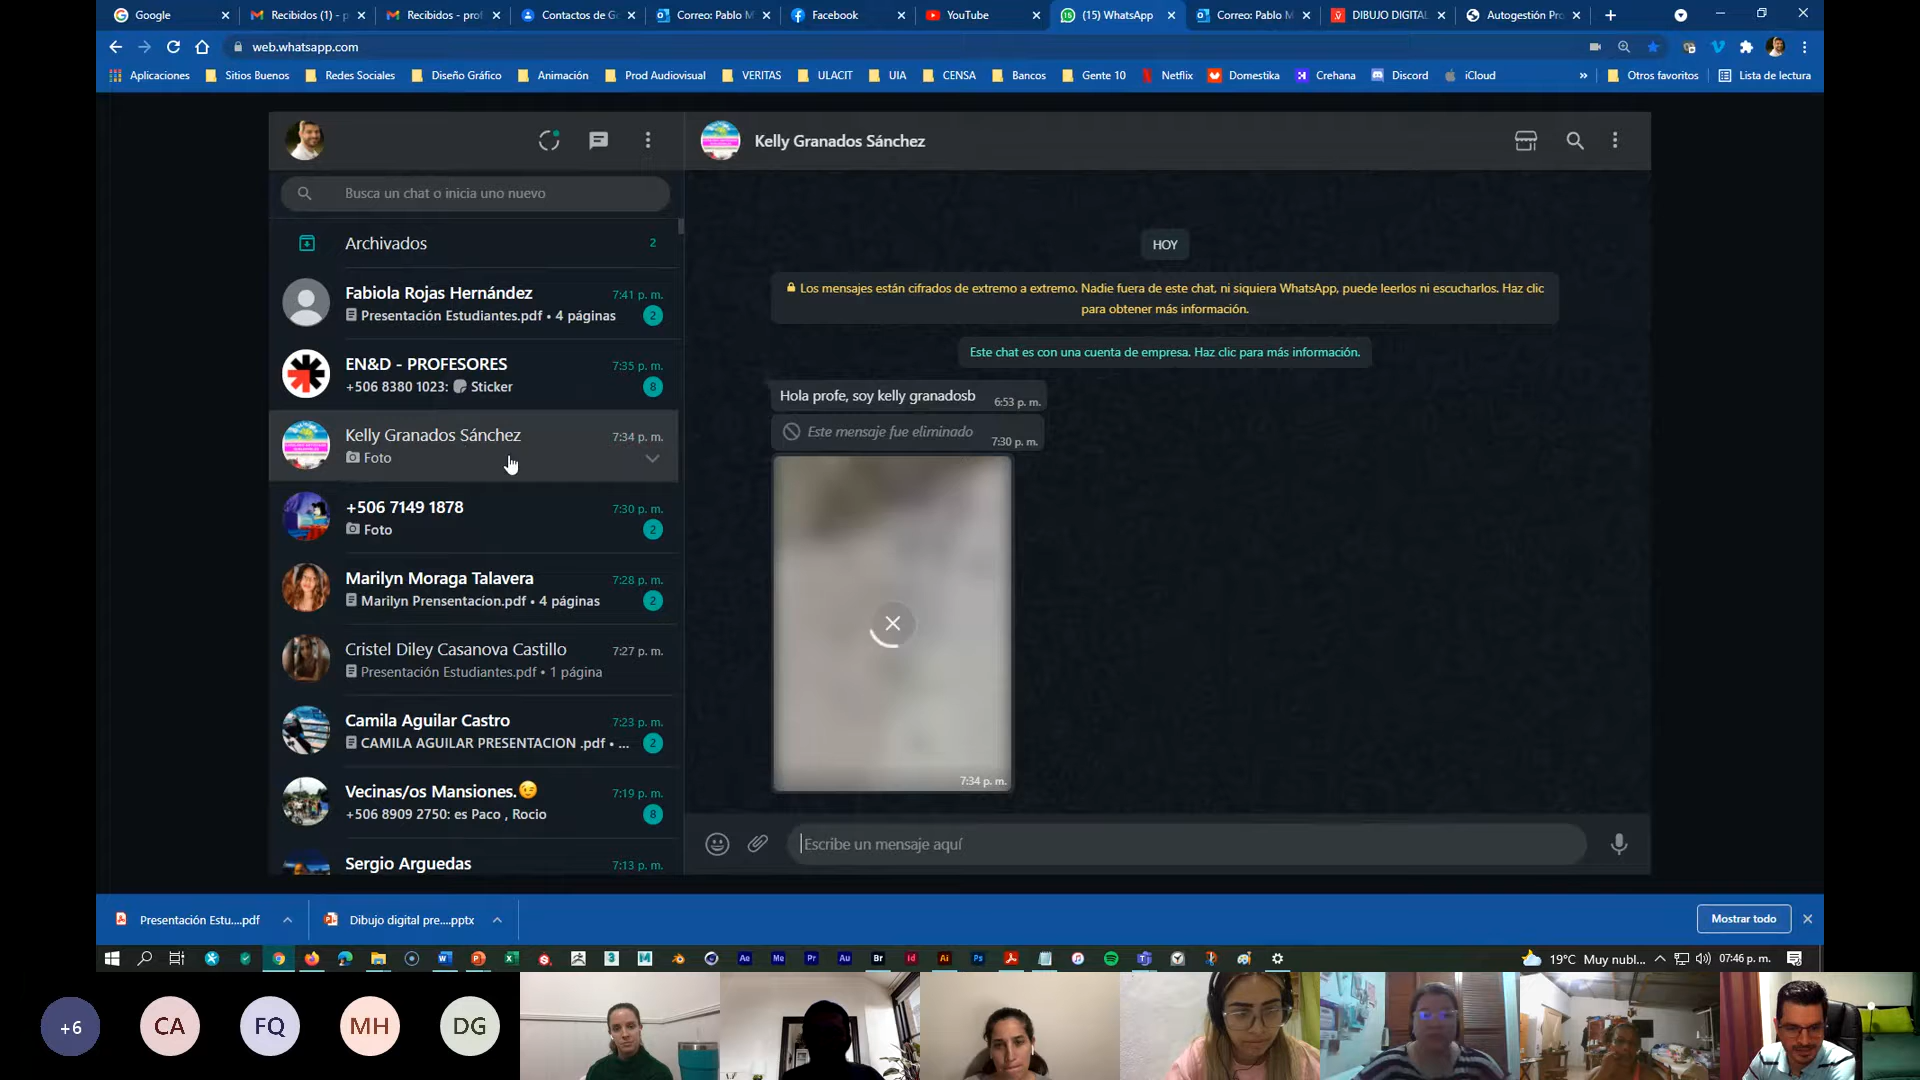 Google
Recibidos (1) - p
Recibidos - prof
Contactos de Go
Correo: Pablo M
Facebook
YouTube
(15) WhatsApp
Correo: Pablo M
DIBUJO DIGITAL
Autogestión Pro
web.whatsapp.com
Aplicaciones
Sitios Buenos
Redes Sociales
Diseño Gráfico
Animación
Prod Audiovisual
VERITAS
ULACIT
UIA
CENSA
Bancos
Gente 10
Netflix
Domestika
Crehana
Discord
iCloud
»
Otros favoritos
Lista de lectura
Kelly Granados Sánchez
Busca un chat o inicia uno nuevo
Archivados 2
Fabiola Rojas Hernández 7:41 p. m.
Presentación Estudiantes.pdf • 4 páginas 2
EN&D - PROFESORES 7:35 p. m.
+506 8380 1023: Sticker 8
Kelly Granados Sánchez 7:34 p. m.
Foto
+506 7149 1878 7:30 p. m.
Foto 2
Marilyn Moraga Talavera 7:28 p. m.
Marilyn Prensentacíon.pdf • 4 páginas 2
Cristel Diley Casanova Castillo 7:27 p. m.
Presentación Estudiantes.pdf • 1 página
Camila Aguilar Castro 7:23 p. m.
CAMILA AGUILAR PRESENTACION .pdf • ... 2
Vecinas/os Mansiones.😉 7:19 p. m.
+506 8909 2750: es Paco , Rocio 8
Sergio Arguedas 7:13 p. m.
HOY
Los mensajes están cifrados de extremo a extremo. Nadie fuera de este chat, ni siquiera WhatsApp, puede leerlos ni escucharlos. Haz clic
para obtener más información.
Este chat es con una cuenta de empresa. Haz clic para más información.
Hola profe, soy kelly granadosb 6:53 p. m.
Este mensaje fue eliminado 7:30 p. m.
7:34 p. m.
Escribe un mensaje aquí
Presentación Estu....pdf
Dibujo digital pre....pptx
Mostrar todo
19°C Muy nubl...
07:46 p. m.
+6
CA
FQ
MH
DG